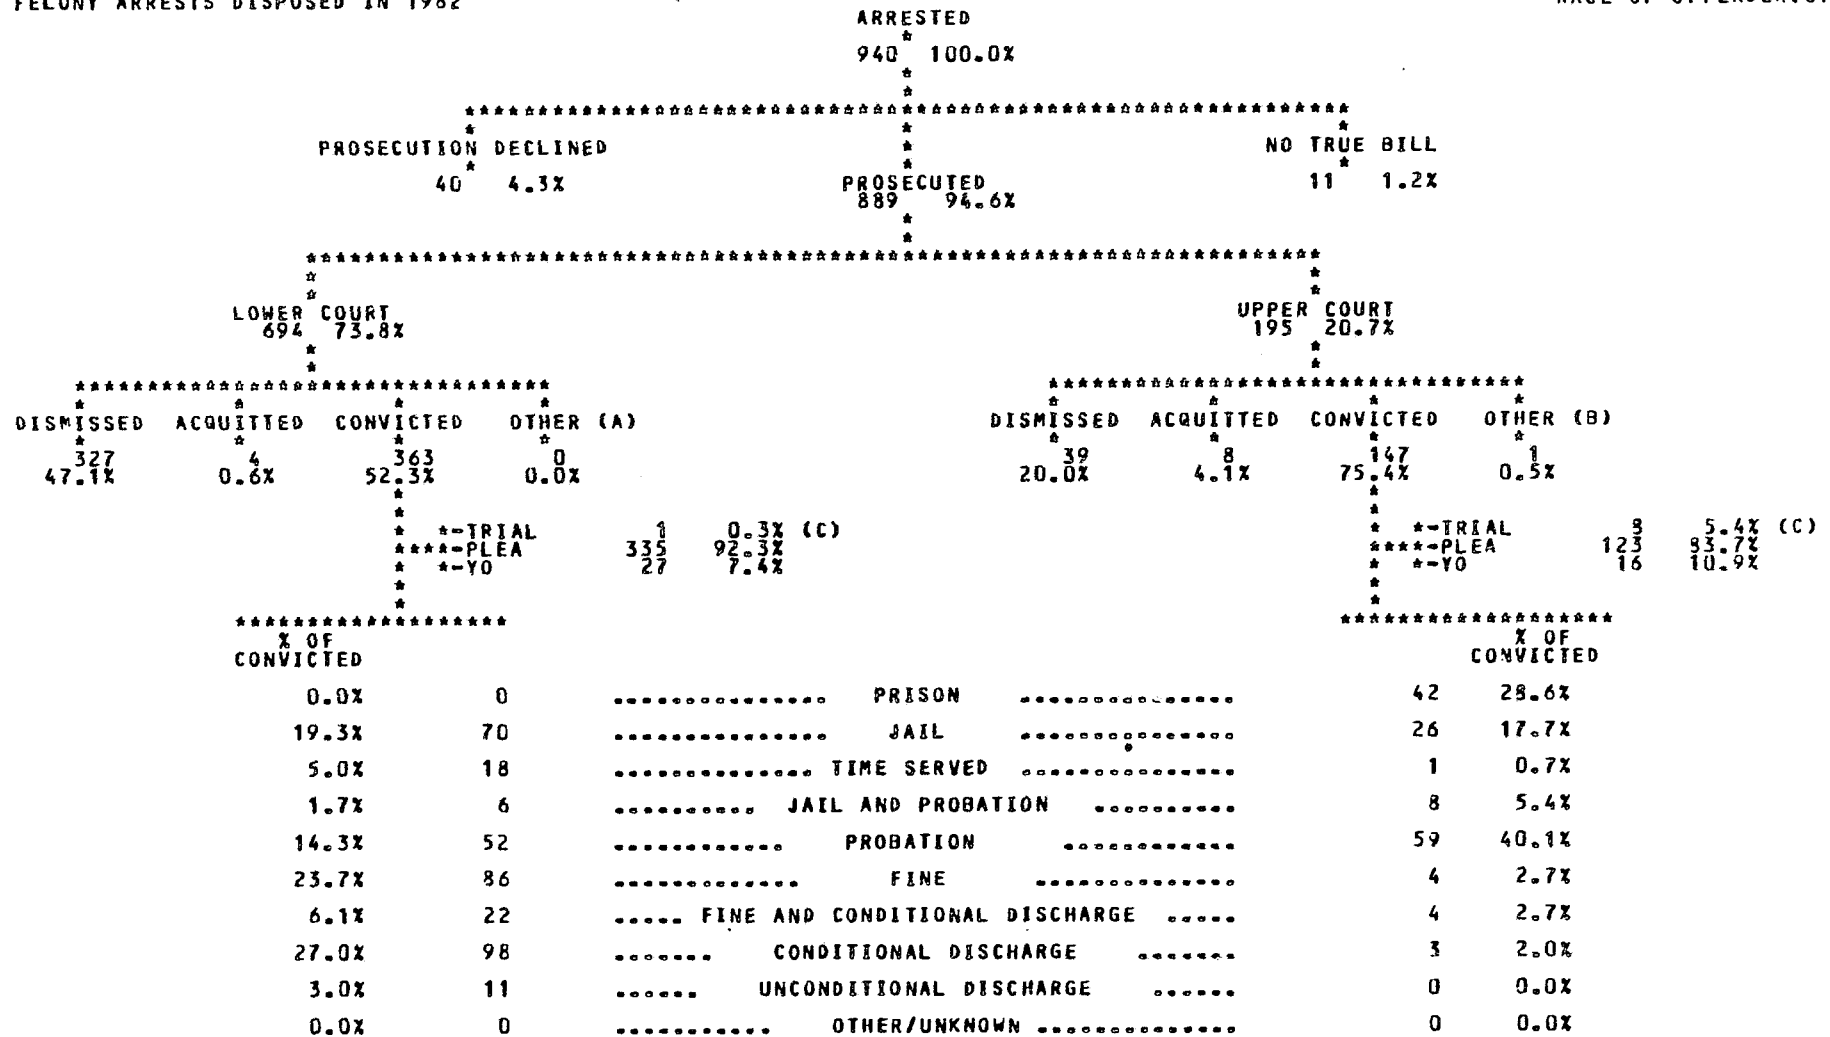 FELONY ARRESTS DISPOSED IN 1982
ARRESTED
940 100.0%
PROSECUTION DECLINED
NO TRUE BILL
40 4.3%
PROSECUTED
11 1.2%
889 94.6%
LOWER COURT
UPPER COURT
694 73.8%
195 20.7%
DISMISSED ACQUITTED CONVICTED OTHER (A) DISMISSED ACQUITTED CONVICTED OTHER (B)
327 4 363 0 39 8 147 1
47.1% 0.6% 52.3% 0.0% 20.0% 4.1% 75.4% 0.5%
*-TRIAL 1 0.3% (C) *-TRIAL 8 5.4% (C)
****-PLEA 335 92.3% ****-PLEA 123 83.7%
*-YO 27 7.4% *-YO 16 10.9%
% OF % OF
CONVICTED CONVICTED
0.0% 0 ............... PRISON ............... 42 28.6%
19.3% 70 ............... JAIL ............... 26 17.7%
5.0% 18 .............. TIME SERVED ............... 1 0.7%
1.7% 6 .......... JAIL AND PROBATION .......... 8 5.4%
14.3% 52 ............ PROBATION ............ 59 40.1%
23.7% 86 ............. FINE .............. 4 2.7%
6.1% 22 ..... FINE AND CONDITIONAL DISCHARGE ..... 4 2.7%
27.0% 98 ....... CONDITIONAL DISCHARGE ....... 3 2.0%
3.0% 11 ...... UNCONDITIONAL DISCHARGE ...... 0 0.0%
0.0% 0 ........... OTHER/UNKNOWN .............. 0 0.0%